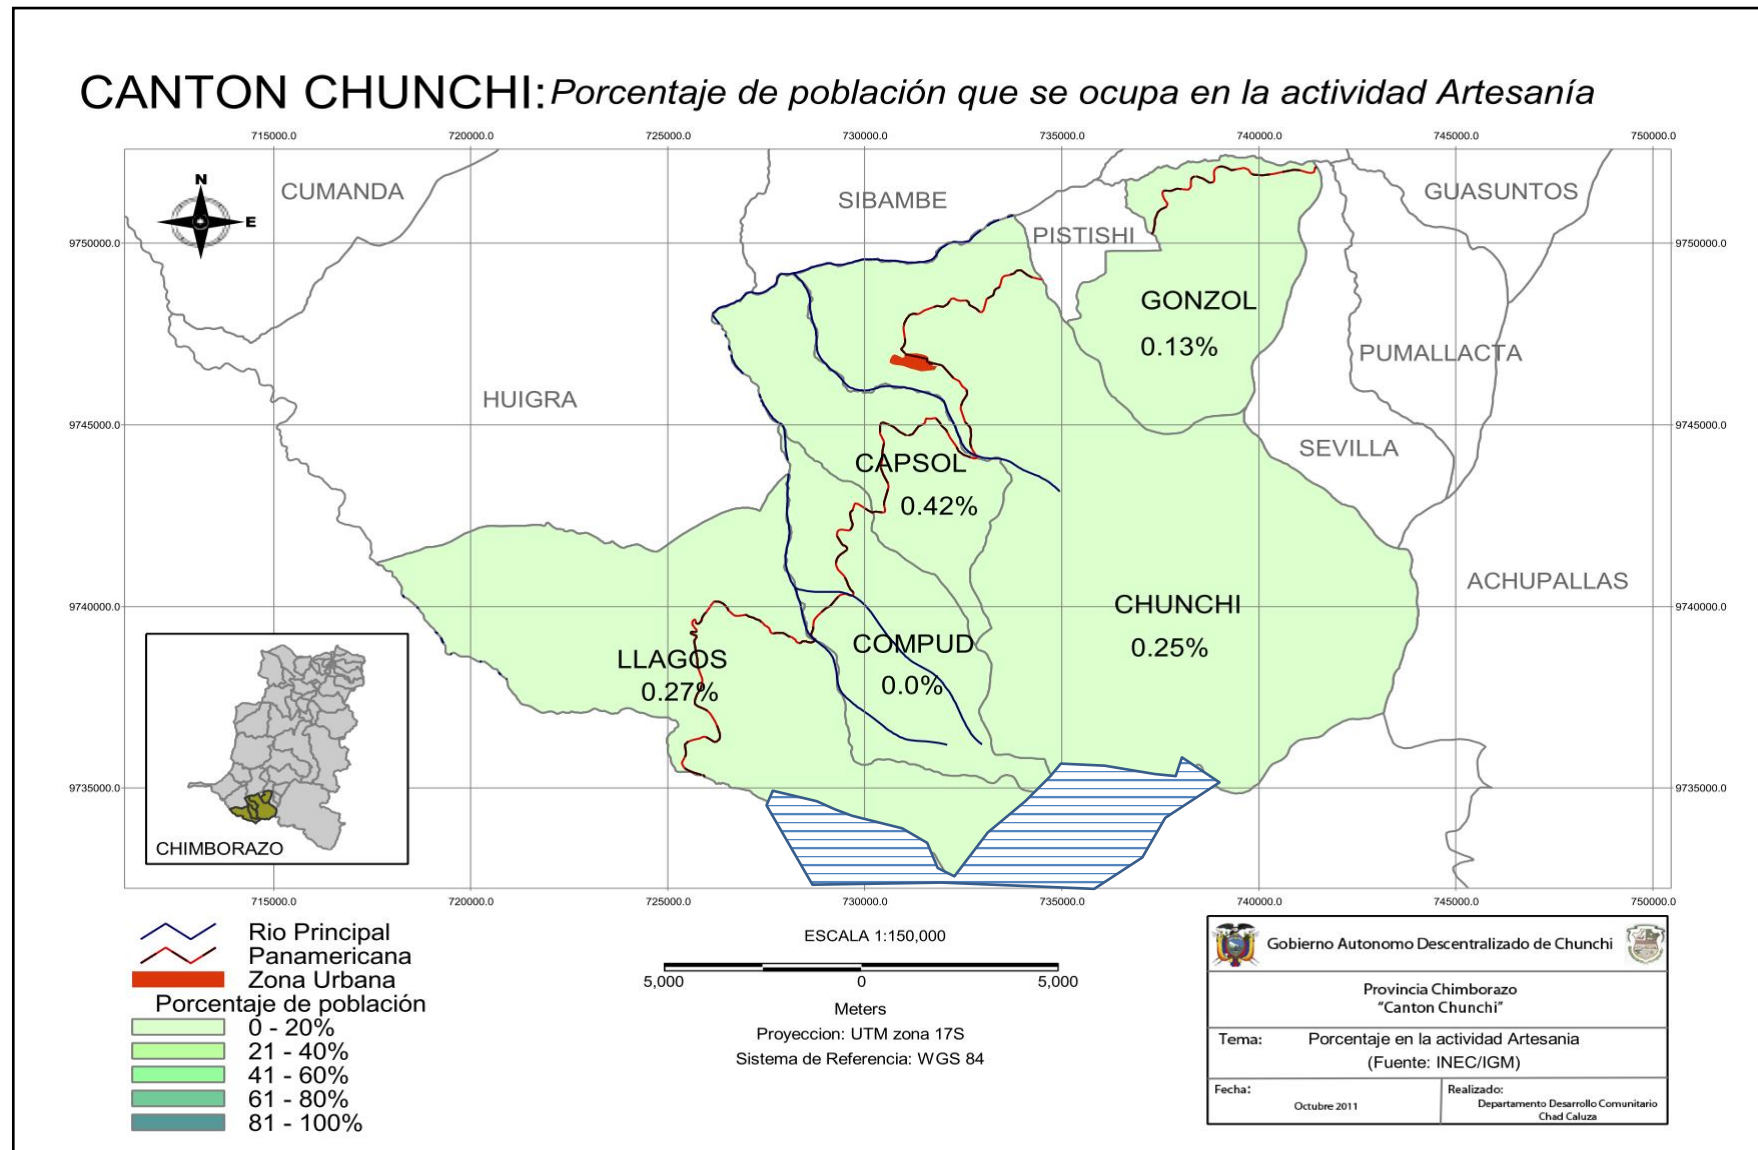 CANTON CHUNCHI: Porcentaje de población que se ocupa en la actividad Artesanía
715000.0 720000.0 725000.0 730000.0 735000.0 740000.0 745000.0 750000.0
N
E
CUMANDA
SIBAMBE
GUASUNTOS
PISTISHI
9750000.0
9750000.0
GONZOL
0.13%
PUMALLACTA
HUIGRA
9745000.0
9745000.0
SEVILLA
CAPSOL
0.42%
ACHUPALLAS
CHUNCHI
0.25%
9740000.0
9740000.0
COMPUD
0.0%
LLAGOS
0.27%
9735000.0
9735000.0
CHIMBORAZO
715000.0 720000.0 725000.0 730000.0 735000.0 740000.0 745000.0 750000.0
Rio Principal
Panamericana
Zona Urbana
Porcentaje de población
0 - 20%
21 - 40%
41 - 60%
61 - 80%
81 - 100%
ESCALA 1:150,000
5,000 0 5,000
Meters
Proyeccion: UTM zona 17S
Sistema de Referencia: WGS 84
Gobierno Autonomo Descentralizado de Chunchi
Provincia Chimborazo
"Canton Chunchi"
Tema: Porcentaje en la actividad Artesania
(Fuente: INEC/IGM)
Fecha:
Octubre 2011
Realizado:
Departamento Desarrollo Comunitario
Chad Caluza